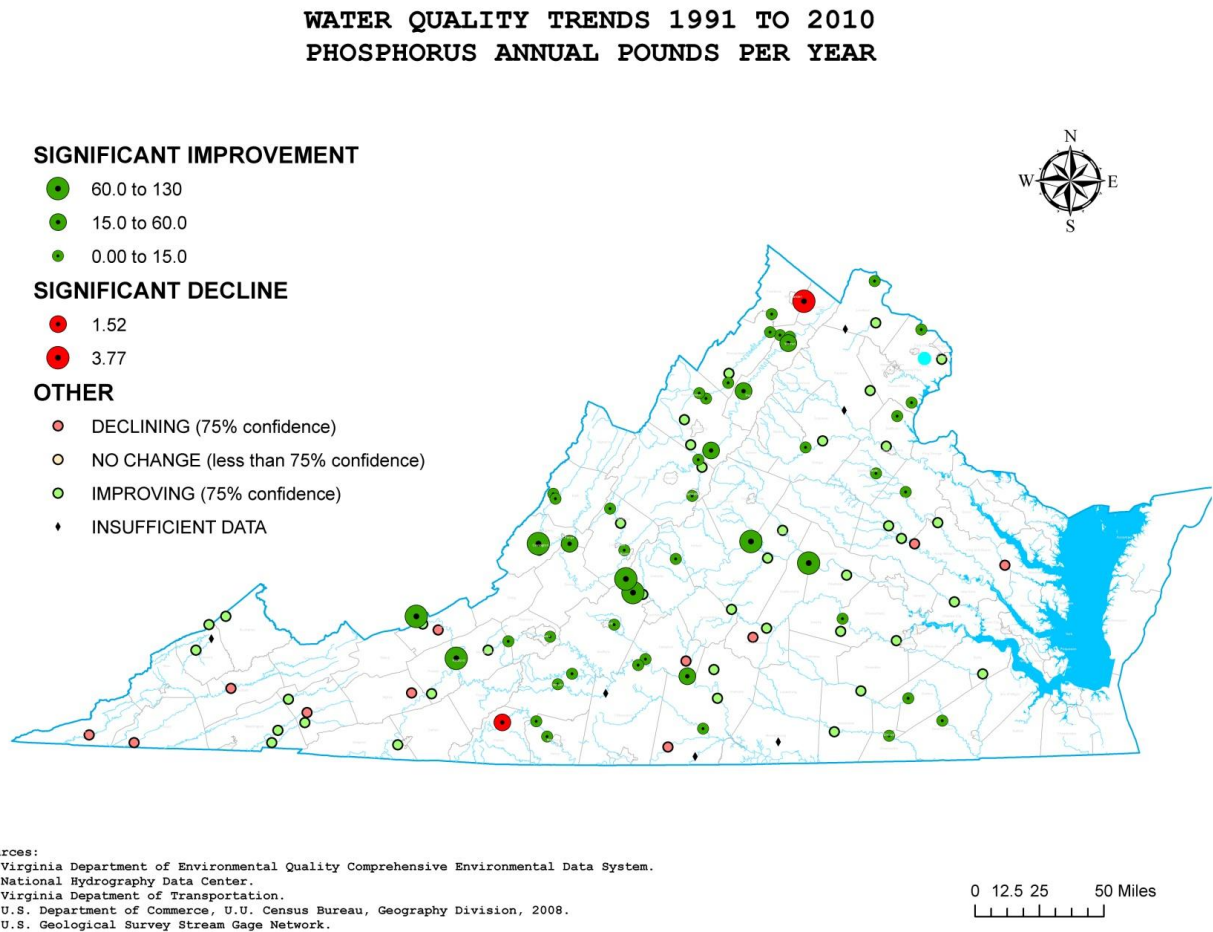 WATER QUALITY TRENDS 1991 TO 2010
PHOSPHORUS ANNUAL POUNDS PER YEAR
N
W
E
S
SIGNIFICANT IMPROVEMENT
60.0 to 130
15.0 to 60.0
0.00 to 15.0
SIGNIFICANT DECLINE
1.52
3.77
OTHER
DECLINING (75% confidence)
NO CHANGE (less than 75% confidence)
IMPROVING (75% confidence)
INSUFFICIENT DATA
rces:
Virginia Department of Environmental Quality Comprehensive Environmental Data System.
National Hydrography Data Center.
Virginia Depatment of Transportation.
U.S. Department of Commerce, U.U. Census Bureau, Geography Division, 2008.
U.S. Geological Survey Stream Gage Network.
0 12.5 25 50 Miles